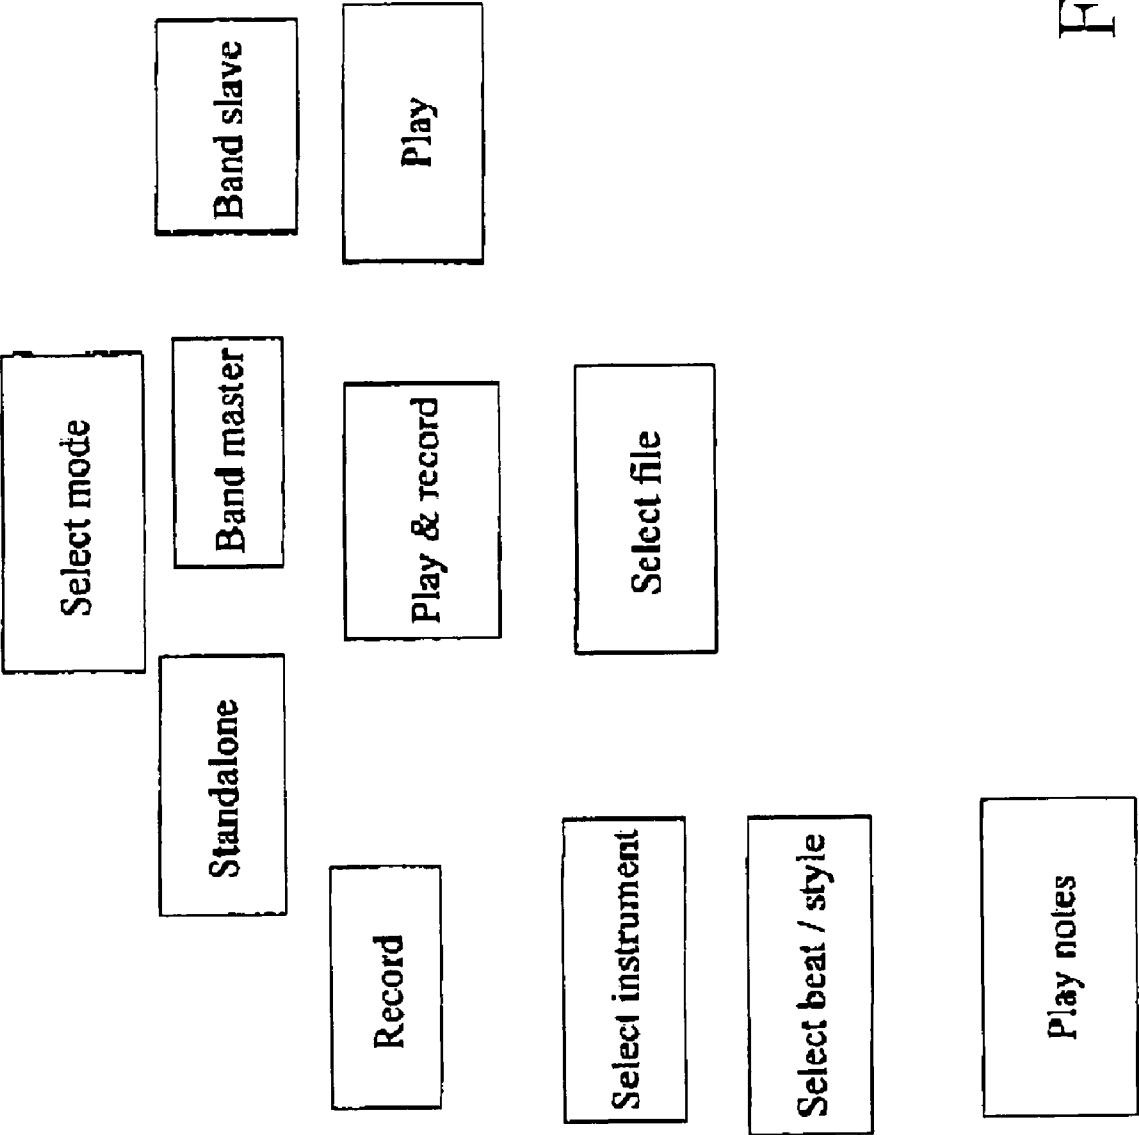 Select mode
Standalone
Band master
Band slave
Record
Play & record
Play
Select instrument
Select file
Select beat / style
Play notes
F